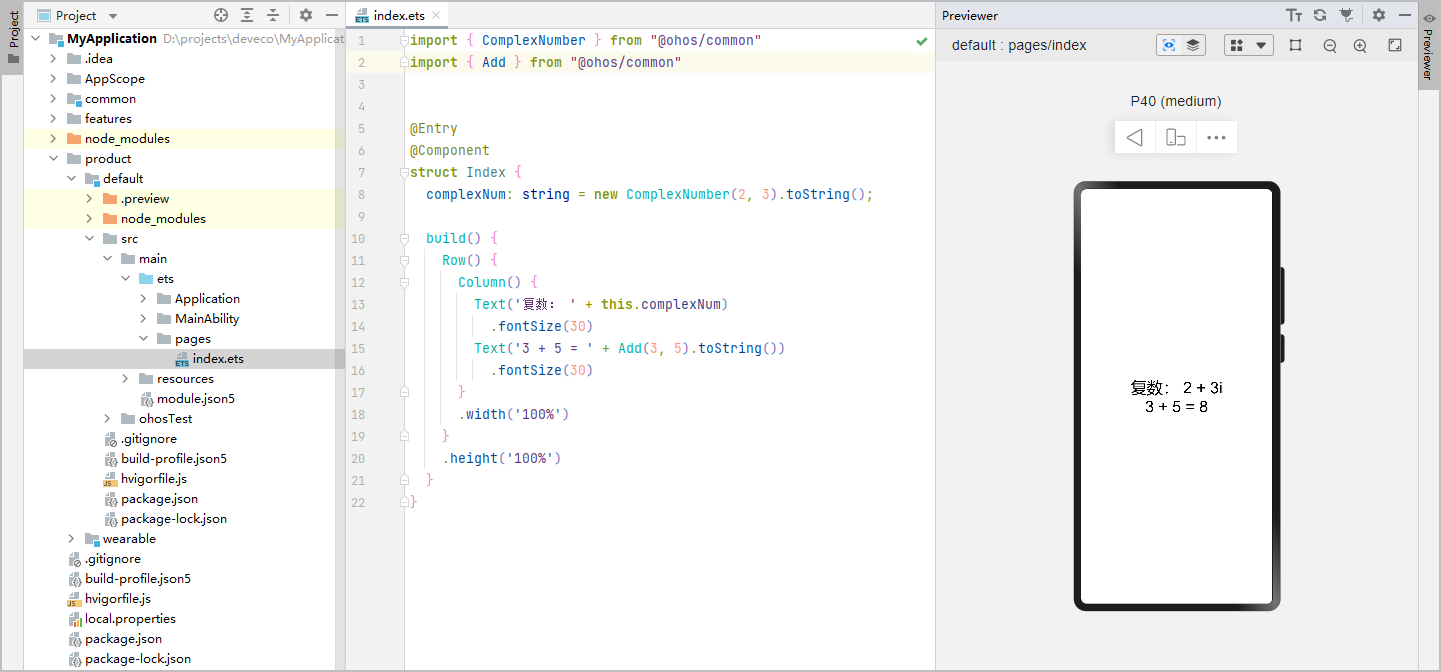 Project
Project
MyApplication D:\projects\deveco\MyApplicat
.idea
AppScope
common
features
node_modules
product
default
.preview
node_modules
src
main
ets
Application
MainAbility
pages
index.ets
resources
module.json5
ohosTest
.gitignore
build-profile.json5
hvigorfile.js
package.json
package-lock.json
wearable
.gitignore
build-profile.json5
hvigorfile.js
local.properties
package.json
package-lock.json
index.ets
1 import { ComplexNumber } from "@ohos/common"
2 import { Add } from "@ohos/common"
3
4
5 @Entry
6 @Component
7 struct Index {
8 complexNum: string = new ComplexNumber(2, 3).toString();
9
10 build() {
11 Row() {
12 Column() {
13 Text('复数： ' + this.complexNum)
14 .fontSize(30)
15 Text('3 + 5 = ' + Add(3, 5).toString())
16 .fontSize(30)
17 }
18 .width('100%')
19 }
20 .height('100%')
21 }
22 }
Previewer
default : pages/index
P40 (medium)
复数： 2 + 3i
3 + 5 = 8
Previewer